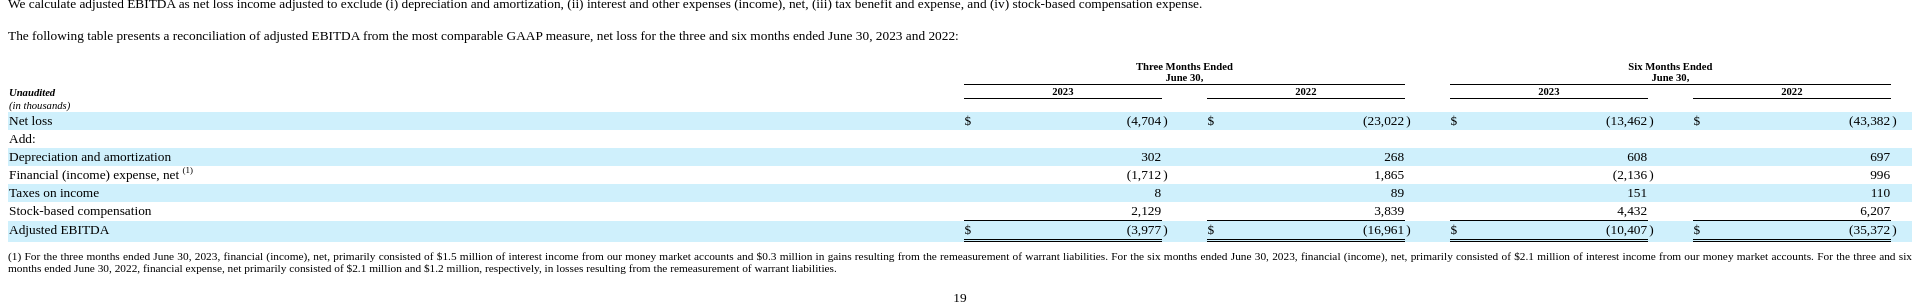 We calculate adjusted EBITDA as net loss income adjusted to exclude (i) depreciation and amortization, (ii) interest and other expenses (income), net, (iii) tax benefit and expense, and (iv) stock-based compensation expense.
The following table presents a reconciliation of adjusted EBITDA from the most comparable GAAP measure, net loss for the three and six months ended June 30, 2023 and 2022:
Three Months Ended Six Months Ended
June 30, June 30,
Unaudited 2023 2022 2023 2022
(in thousands)
Net loss $ (4,704) $ (23,022) $ (13,462) $ (43,382)
Add:
Depreciation and amortization 302 268 608 697
Financial (income) expense, net (1) (1,712) 1,865 (2,136) 996
Taxes on income 8 89 151 110
Stock-based compensation 2,129 3,839 4,432 6,207
Adjusted EBITDA $ (3,977) $ (16,961) $ (10,407) $ (35,372)
(1) For the three months ended June 30, 2023, financial (income), net, primarily consisted of $1.5 million of interest income from our money market accounts and $0.3 million in gains resulting from the remeasurement of warrant liabilities. For the six months ended June 30, 2023, financial (income), net, primarily consisted of $2.1 million of interest income from our money market accounts. For the three and six
months ended June 30, 2022, financial expense, net primarily consisted of $2.1 million and $1.2 million, respectively, in losses resulting from the remeasurement of warrant liabilities.
19